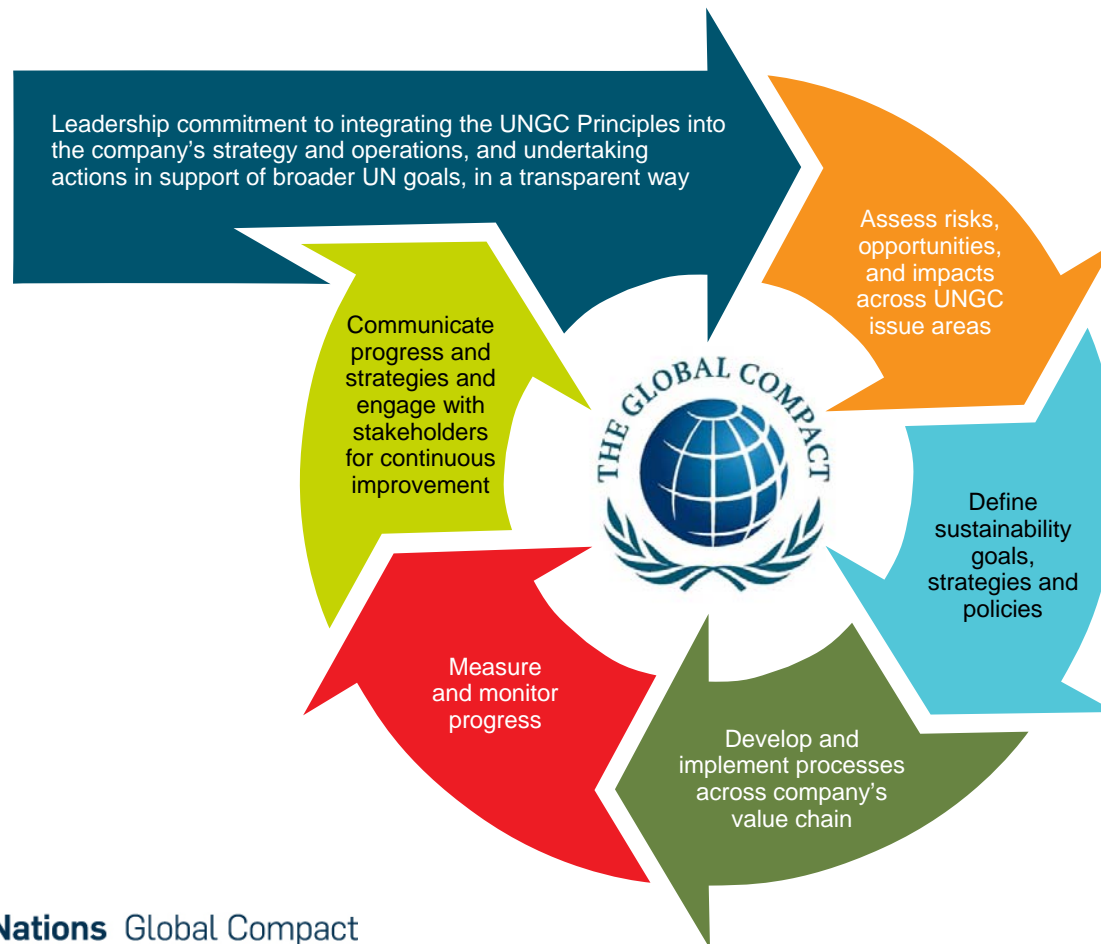 Leadership commitment to integrating the UNGC Principles into
the company's strategy and operations, and undertaking
actions in support of broader UN goals, in a transparent way
Assess risks,
opportunities,
and impacts
across UNGC
issue areas
Define
sustainability
goals,
strategies and
policies
Develop and
implement processes
across company's
value chain
Measure
and monitor
progress
Communicate
progress and
strategies and
engage with
stakeholders
for continuous
improvement
THE GLOBAL COMPACT
Nations Global Compact